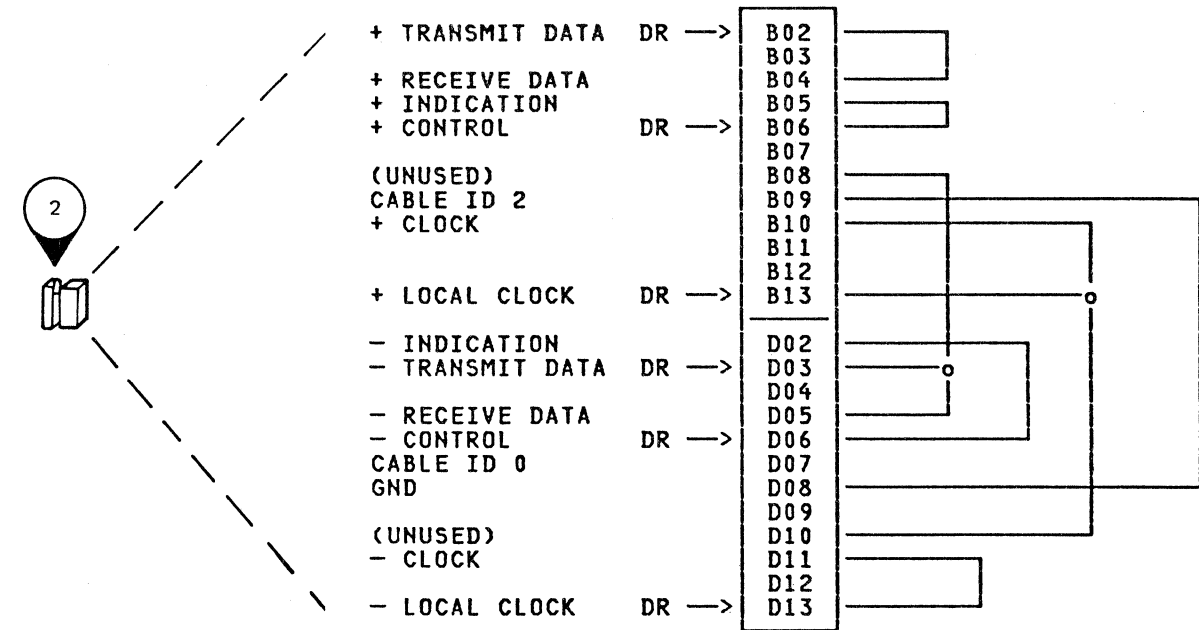 + TRANSMIT DATA DR —> B02
B03
+ RECEIVE DATA B04
+ INDICATION B05
+ CONTROL DR —> B06
B07
(UNUSED) B08
2 CABLE ID 2 B09
+ CLOCK B10
B11
B12
+ LOCAL CLOCK DR —> B13
- INDICATION D02
- TRANSMIT DATA DR —> D03
D04
- RECEIVE DATA D05
- CONTROL DR —> D06
CABLE ID 0 D07
GND D08
D09
(UNUSED) D10
- CLOCK D11
D12
- LOCAL CLOCK DR —> D13